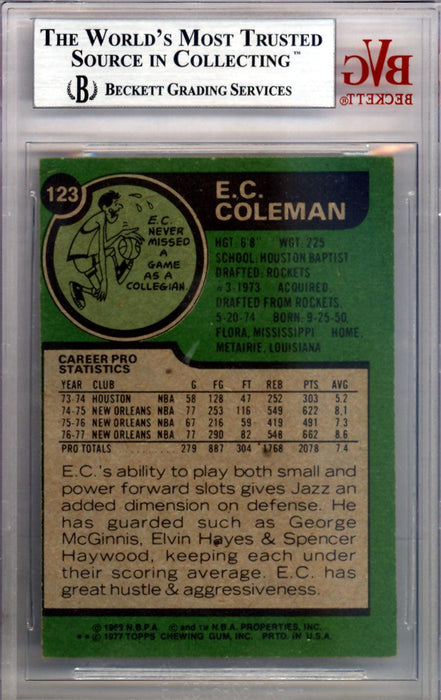 THE WORLD'S MOST TRUSTED
SOURCE IN COLLECTING™
B BECKETT GRADING SERVICES
BVG
BECKETT®
123
E.C.
COLEMAN
E.C.
NEVER
MISSED
A
GAME
AS A
COLLEGIAN.
HGT: 6'8" WGT: 225
SCHOOL: HOUSTON BAPTIST
DRAFTED: ROCKETS
#3-1973 ACQUIRED:
DRAFTED FROM ROCKETS,
5-20-74 BORN: 9-25-50,
FLORA, MISSISSIPPI HOME:
METAIRIE, LOUISIANA
CAREER PRO
STATISTICS
YEAR CLUB G FG FT REB PTS AVG
73-74 HOUSTON NBA 58 128 47 252 303 5.2
74-75 NEW ORLEANS NBA 77 253 116 549 622 8.1
75-76 NEW ORLEANS NBA 67 216 59 419 491 7.3
76-77 NEW ORLEANS NBA 77 290 82 548 662 8.6
PRO TOTALS 279 887 304 1768 2078 7.4
E.C.'s ability to play both small and
power forward slots gives Jazz an
added dimension on defense. He
has guarded such as George
McGinnis, Elvin Hayes & Spencer
Haywood, keeping each under
their scoring average. E.C. has
great hustle & aggressiveness.
© N.B.P.A. © and TM N.B.A. PROPERTIES, INC.
**© 1977 TOPPS CHEWING GUM, INC. PRTD. IN U.S.A.